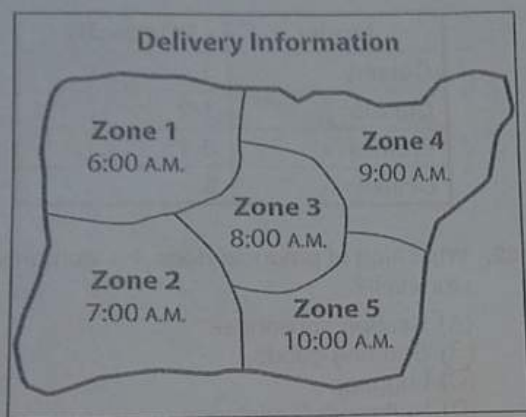 Delivery Information
Zone 1
6:00 A.M.
Zone 4
9:00 A.M.
Zone 3
8:00 A.M.
Zone 2
7:00 A.M.
Zone 5
10:00 A.M.